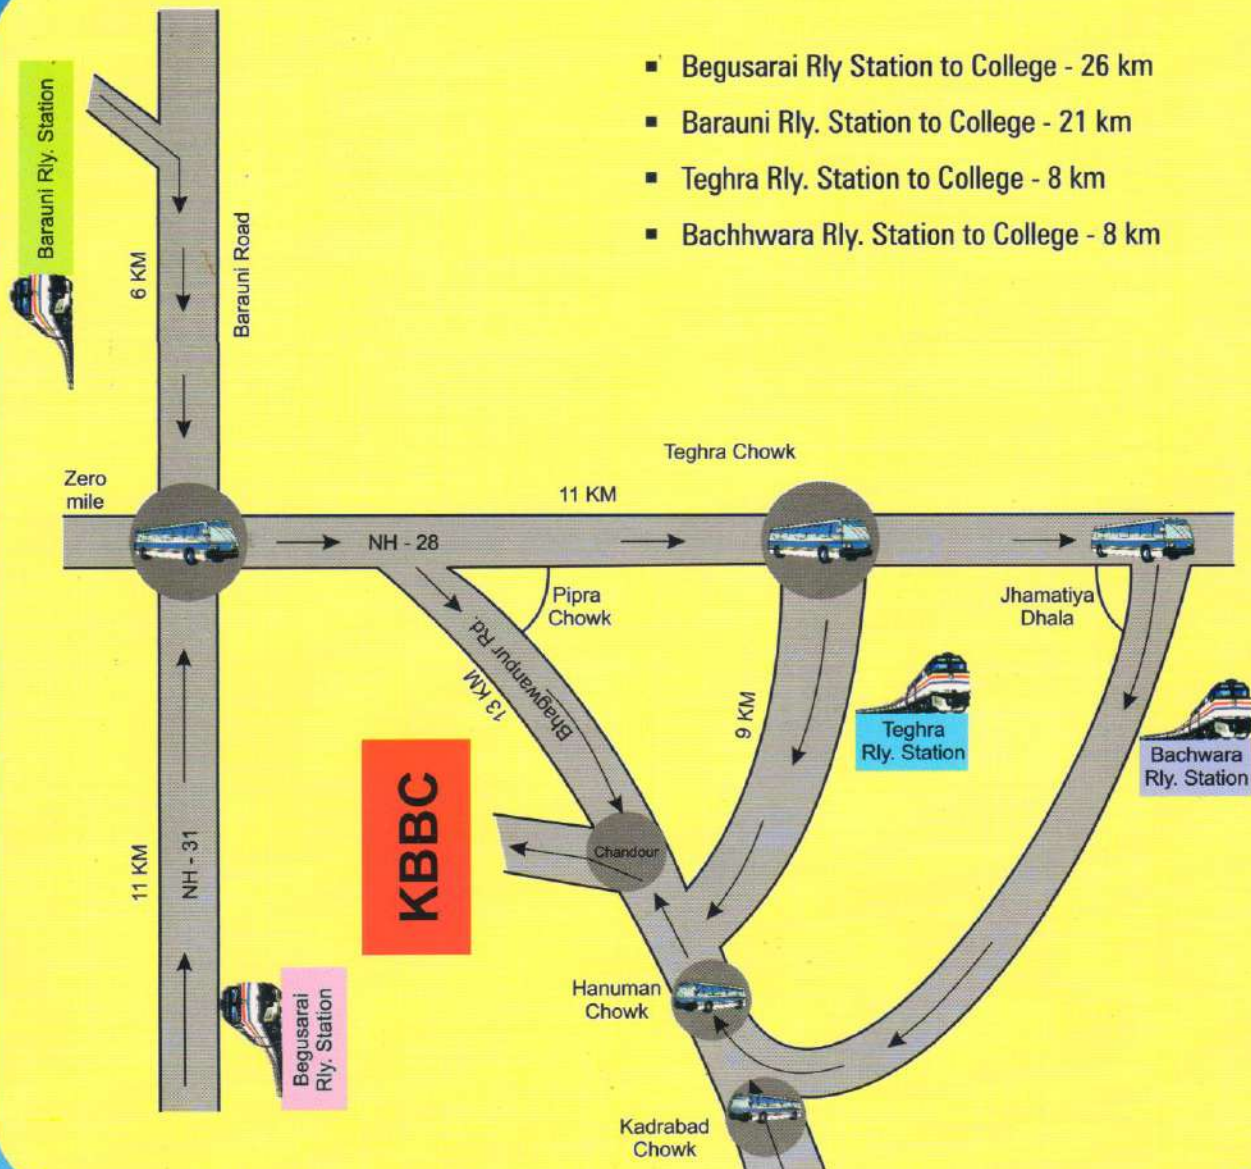 ▪ Begusarai Rly Station to College - 26 km
▪ Barauni Rly. Station to College - 21 km
▪ Teghra Rly. Station to College - 8 km
▪ Bachhwara Rly. Station to College - 8 km
Barauni Rly. Station
6 KM
Barauni Road
Zero
mile
Teghra Chowk
11 KM
NH - 28
Pipra
Chowk
Jhamatiya
Dhala
Bhagwanpur Rd.
13 KM
9 KM
Teghra
Rly. Station
Bachwara
Rly. Station
KBBC
Chandour
11 KM
NH - 31
Begusarai
Rly. Station
Hanuman
Chowk
Kadrabad
Chowk